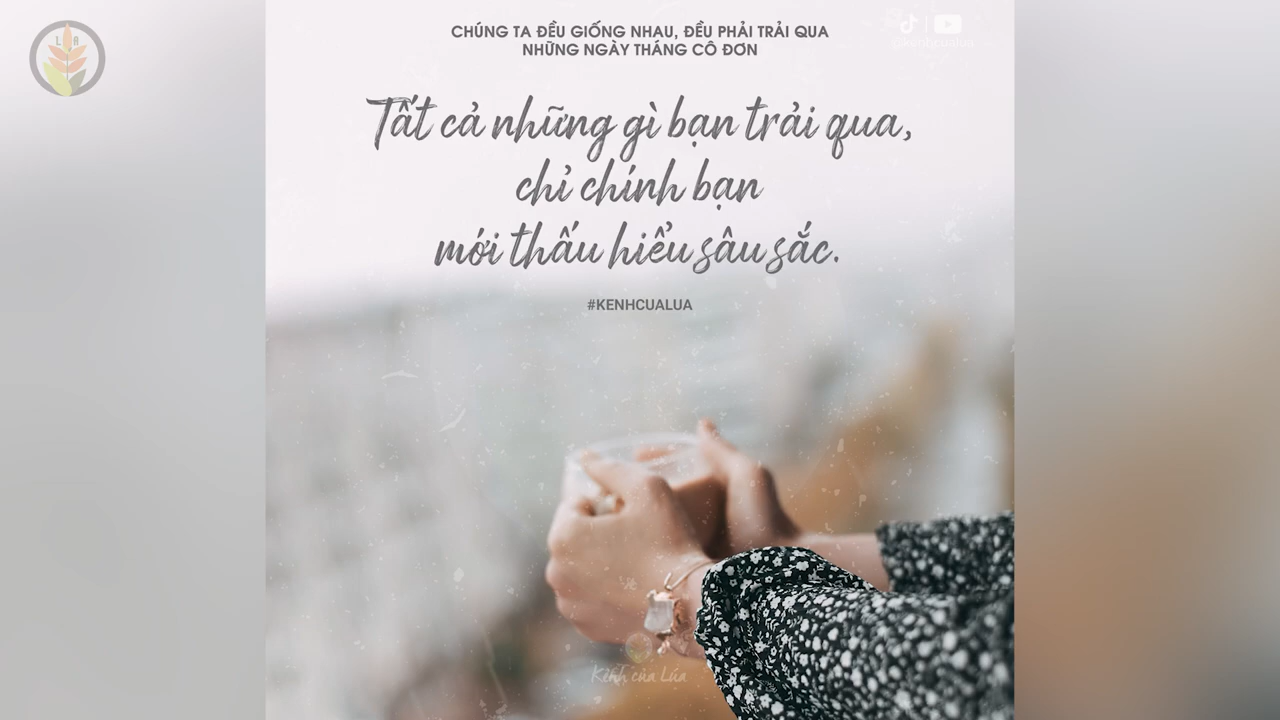 L A
CHÚNG TA ĐỀU GIỐNG NHAU, ĐỀU PHẢI TRẢI QUA
NHỮNG NGÀY THÁNG CÔ ĐƠN
@kenhcualua
Tất cả những gì bạn trải qua,
chỉ chính bạn
mới thấu hiểu sâu sắc.
#KENHCUALUA
Kênh của Lúa